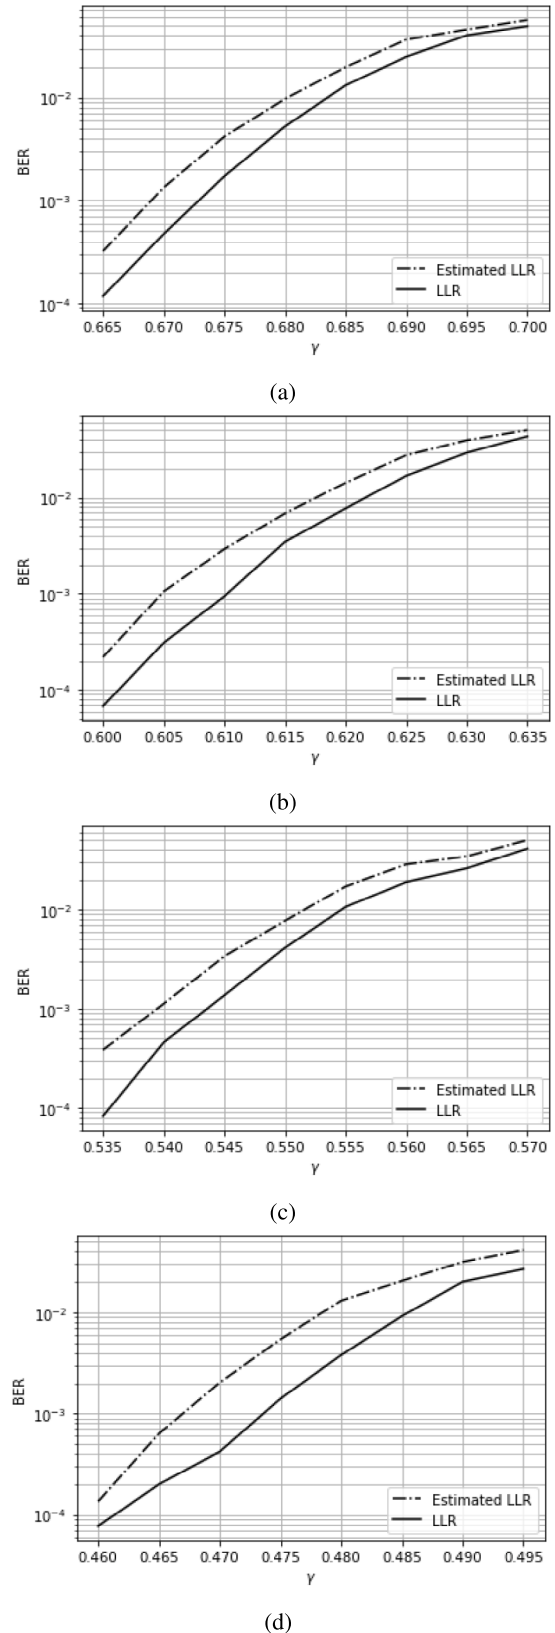 10⁻²
BER
10⁻³
10⁻⁴
Estimated LLR
LLR
0.665 0.670 0.675 0.680 0.685 0.690 0.695 0.700
γ
(a)
10⁻²
BER
10⁻³
10⁻⁴
Estimated LLR
LLR
0.600 0.605 0.610 0.615 0.620 0.625 0.630 0.635
γ
(b)
10⁻²
BER
10⁻³
10⁻⁴
Estimated LLR
LLR
0.535 0.540 0.545 0.550 0.555 0.560 0.565 0.570
γ
(c)
10⁻²
BER
10⁻³
10⁻⁴
Estimated LLR
LLR
0.460 0.465 0.470 0.475 0.480 0.485 0.490 0.495
γ
(d)